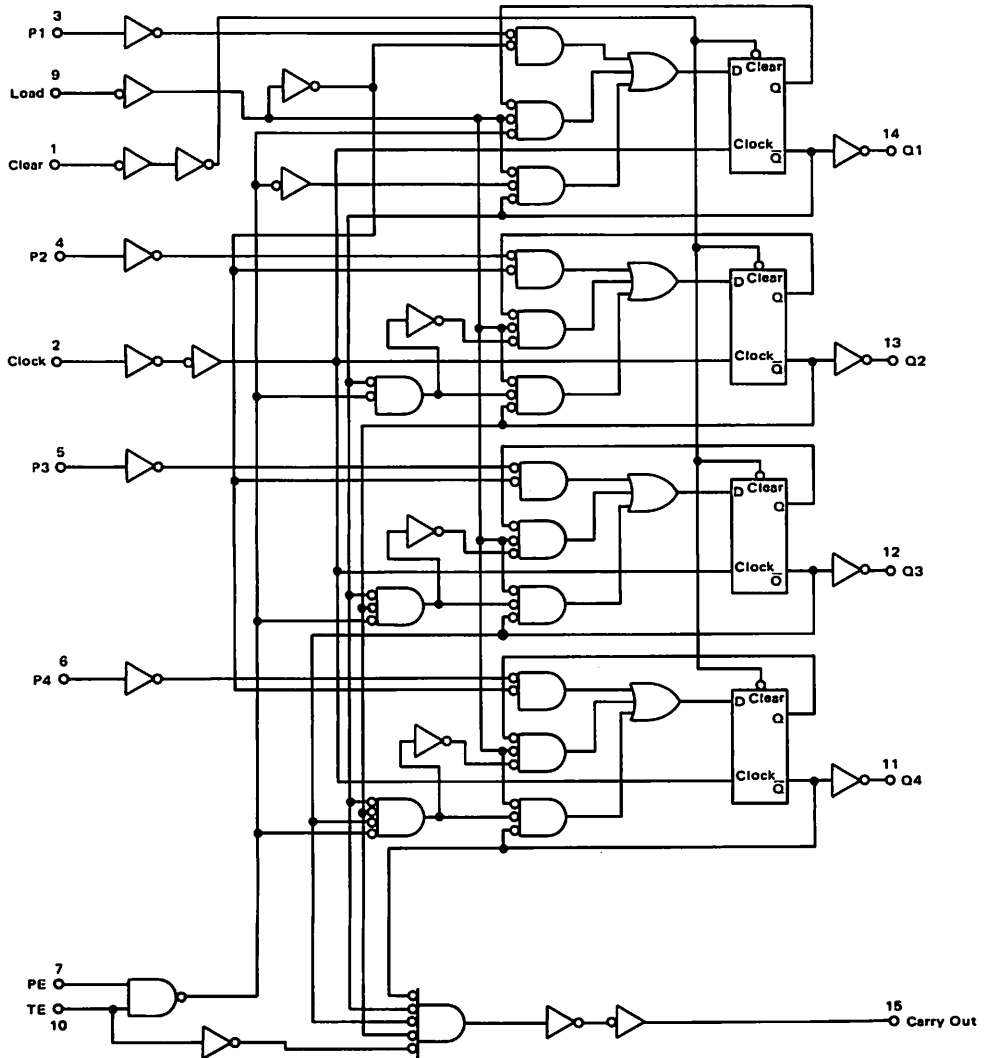 3
P1
9
Load
1
Clear
4
P2
2
Clock
5
P3
6
P4
7
PE
TE
10
D Clear
Q
Clock
Q̅
14
Q1
D Clear
Q
Clock
Q̅
13
Q2
D Clear
Q
Clock
Q̅
12
Q3
D Clear
Q
Clock
Q̅
11
Q4
15
Carry Out